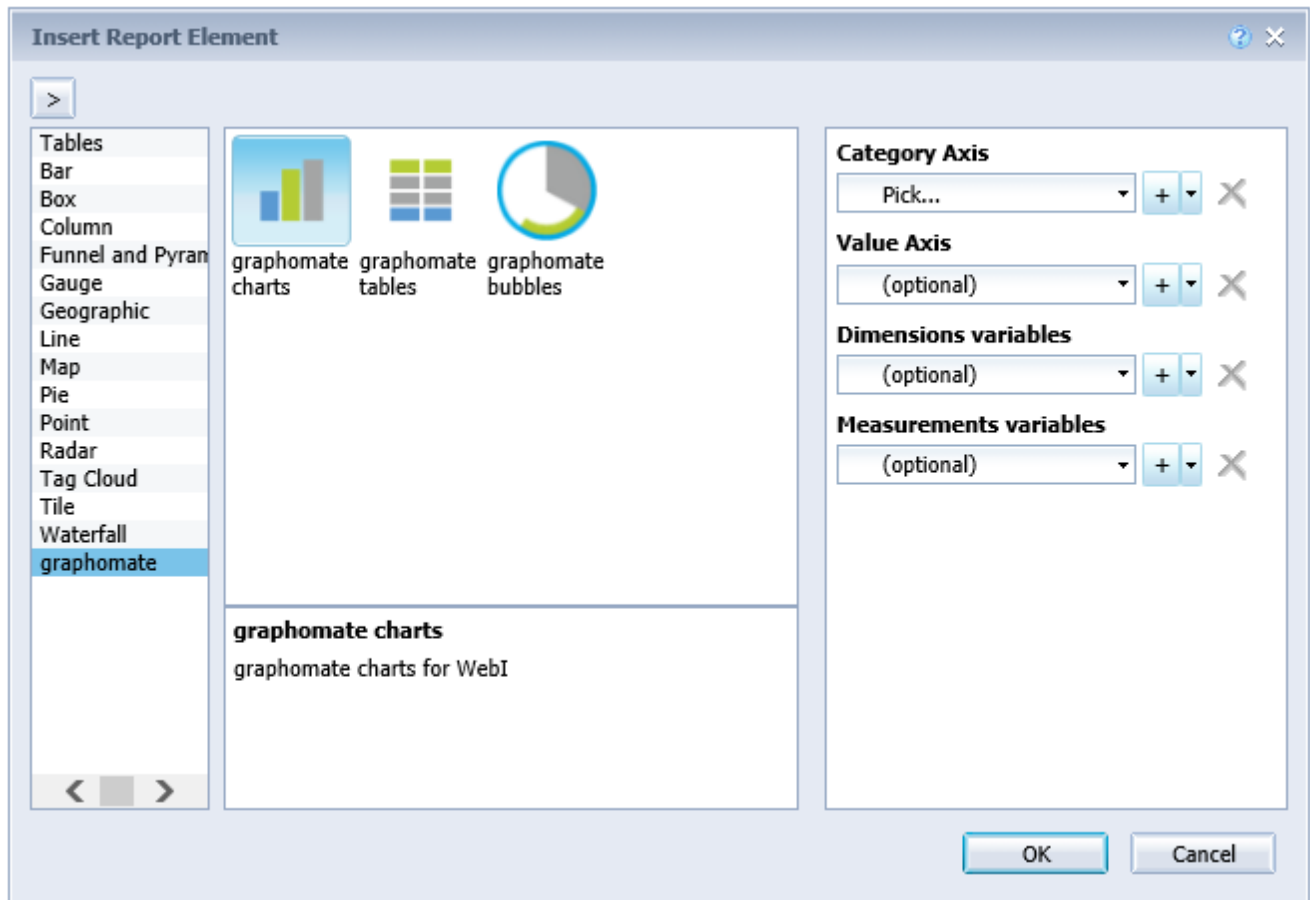 Insert Report Element
>
Tables
Bar
Box
Column
Funnel and Pyram
Gauge
Geographic
Line
Map
Pie
Point
Radar
Tag Cloud
Tile
Waterfall
graphomate
graphomate charts
graphomate tables
graphomate bubbles
graphomate charts
graphomate charts for WebI
Category Axis
Pick...
+
Value Axis
(optional)
+
Dimensions variables
(optional)
+
Measurements variables
(optional)
+
OK
Cancel